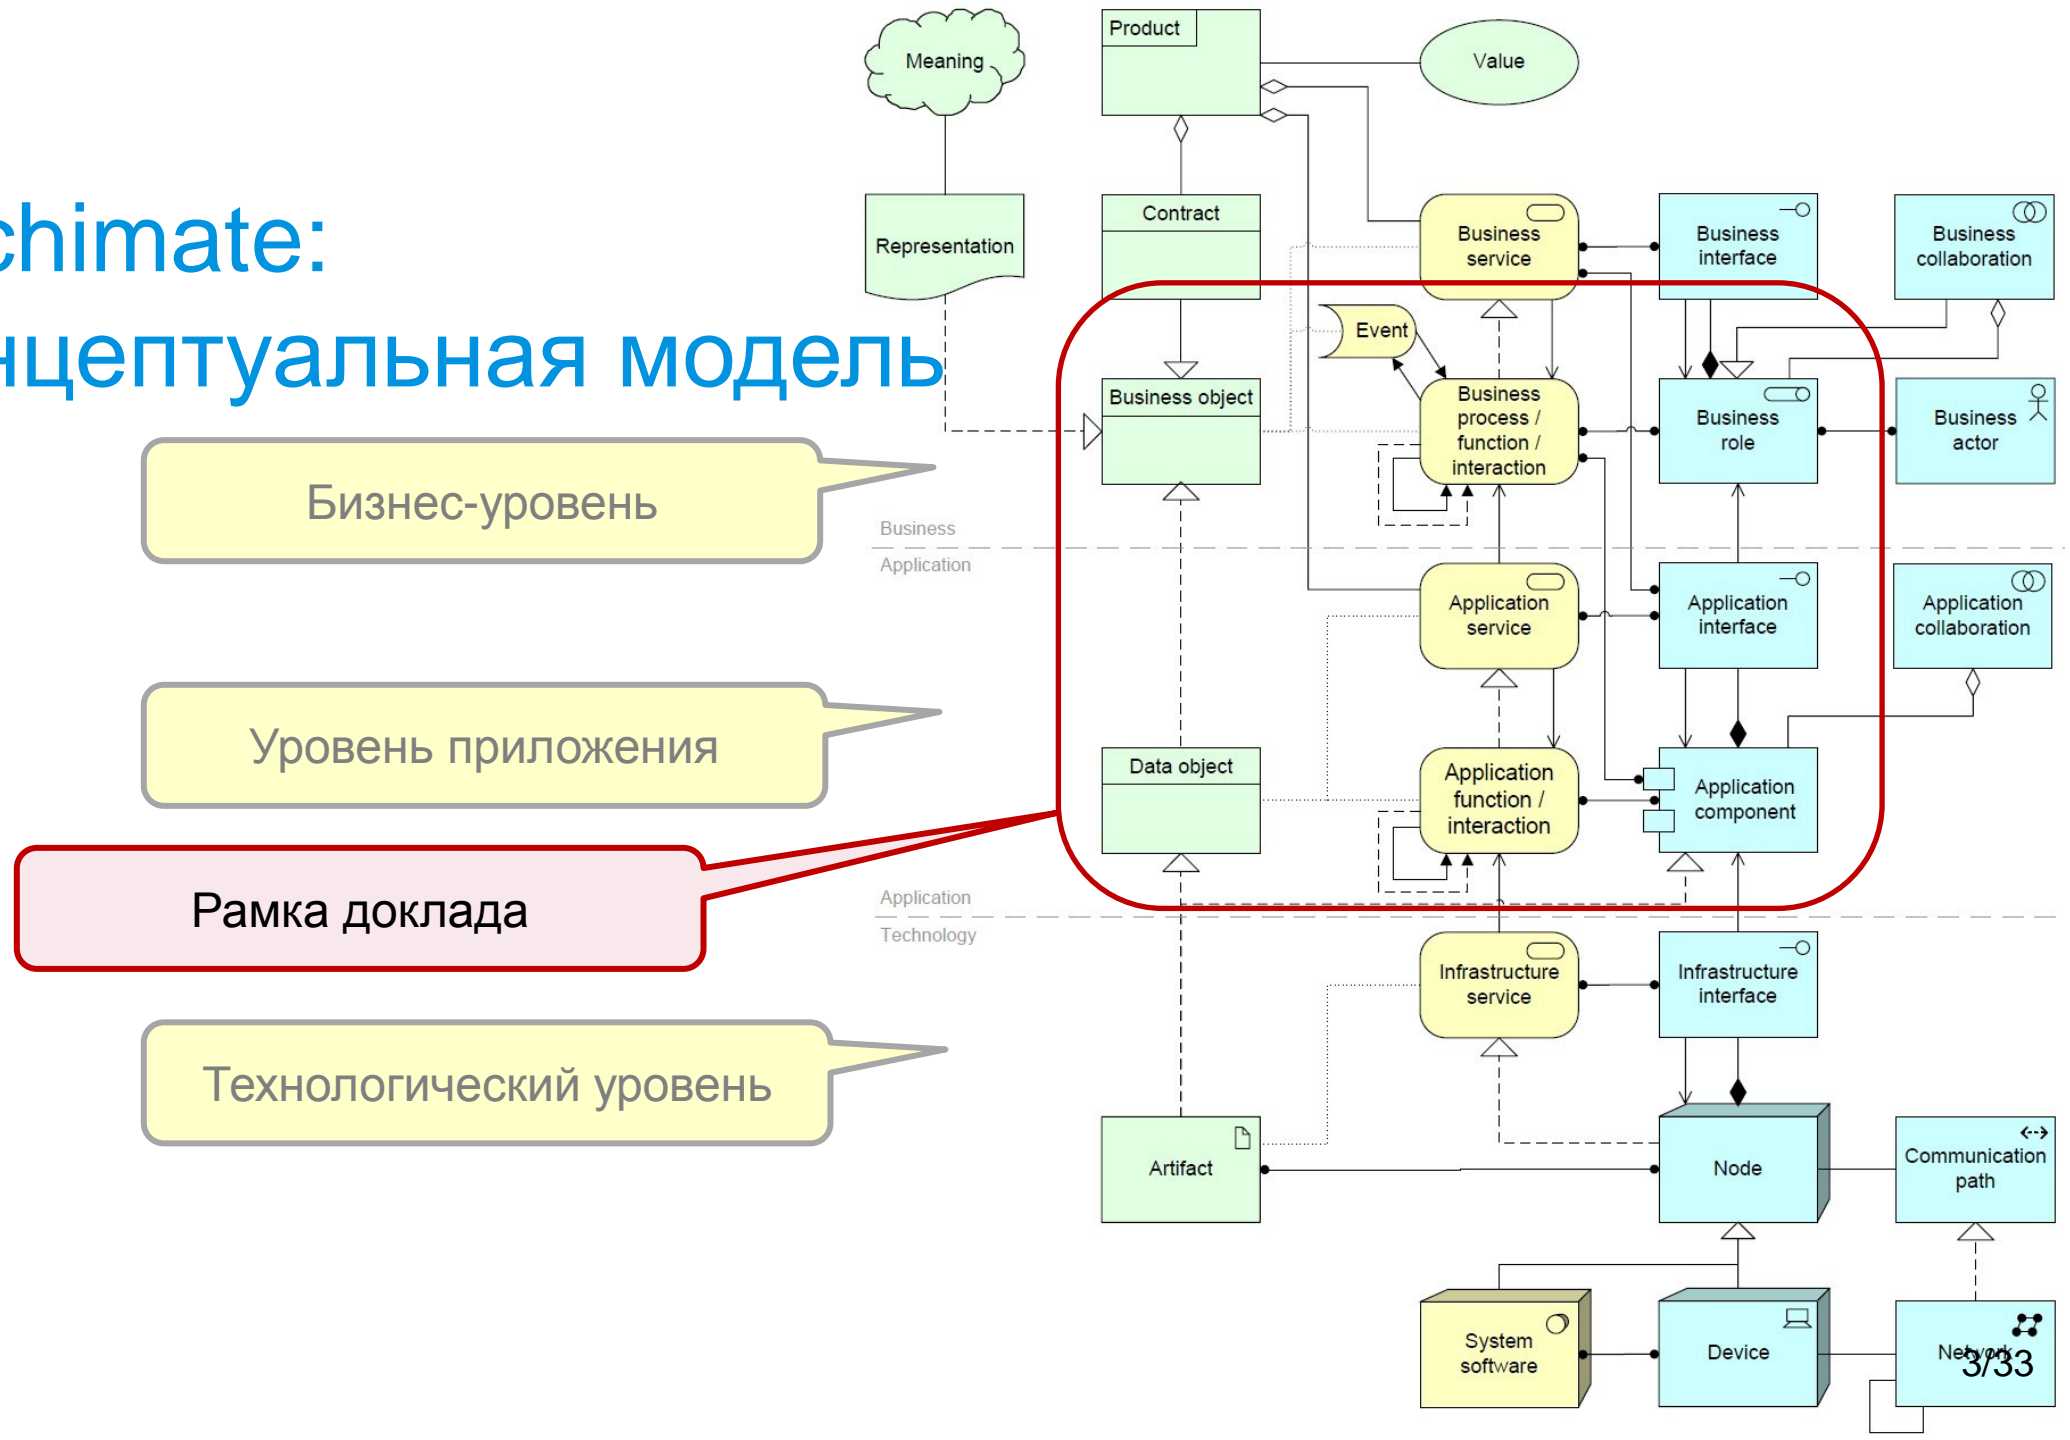 chimate:
нцептуальная модель
Бизнес-уровень
Уровень приложения
Рамка доклада
Технологический уровень
Meaning
Product
Value
Representation
Contract
Business
service
Business
interface
Business
collaboration
Event
Business object
Business
process /
function /
interaction
Business
role
Business
actor
Business
Application
Application
service
Application
interface
Application
collaboration
Data object
Application
function /
interaction
Application
component
Application
Technology
Infrastructure
service
Infrastructure
interface
Artifact
Node
Communication
path
System
software
Device
Network
3/33